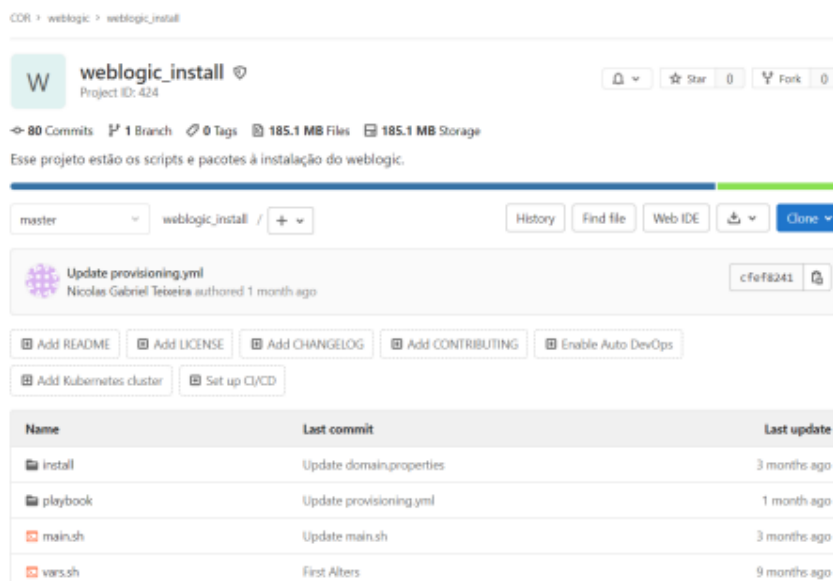 COR > weblogic > weblogic_install
W
weblogic_install
Project ID: 424
Star 0
Fork 0
80 Commits 1 Branch 0 Tags 185.1 MB Files 185.1 MB Storage
Esse projeto estão os scripts e pacotes à instalação do weblogic.
master weblogic_install / + History Find file Web IDE Clone
Update provisioning.yml
Nicolas Gabriel Teixeira authored 1 month ago
cfef8241
Add README Add LICENSE Add CHANGELOG Add CONTRIBUTING Enable Auto DevOps
Add Kubernetes cluster Set up CI/CD
Name Last commit Last update
install Update domain.properties 3 months ago
playbook Update provisioning.yml 1 month ago
main.sh Update main.sh 3 months ago
vars.sh First Alters 9 months ago